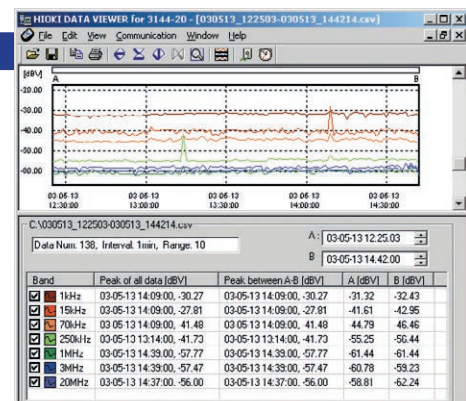 HIOKI DATA VIEWER for 3144-20 - [030513_122503-030513_144214.csv]
File Edit View Communication Window Help
[dBV]
A B
-20.00
-30.00
-40.00
-50.00
-60.00
03-05-13 03-05-13 03-05-13 03-05-13 03-05-13
12:30:00 13:00:00 13:30:00 14:00:00 14:30:00
C:\030513_122503-030513_144214.csv
Data Num. 138, Interval. 1min, Range. 10
A : 03-05-13 12.25.03
B 03-05-13 14.42.00
Band Peak of all data [dBV] Peak between A-B [dBV] A [dBV] B [dBV]
1kHz 03-05-13 14:09:00, -30.27 03-05-13 14:09:00, -30.27 -31.32 -32.43
15kHz 03-05-13 14:09:00, -27.81 03-05-13 14:09:00, -27.81 -41.61 -42.95
70kHz 03 05 13 14:09:00, 41.48 03 05 13 14:09:00, 41.48 44.79 46.46
250kHz 03-05-13 13:14:00, -41.73 03-05-13 13:14:00, -41.73 -55.25 -56.44
1MHz 03-05-13 14.39.00, -57.77 03-05-13 14.39.00, -57.77 -61.44 -61.44
3MHz 03-05-13 14:39:00, -57.47 03-05-13 14:39:00, -57.47 -60.78 -59.23
20MHz 03-05-13 14:37:00. -56.00 03-05-13 14:37:00. -56.00 -58.81 -62.24